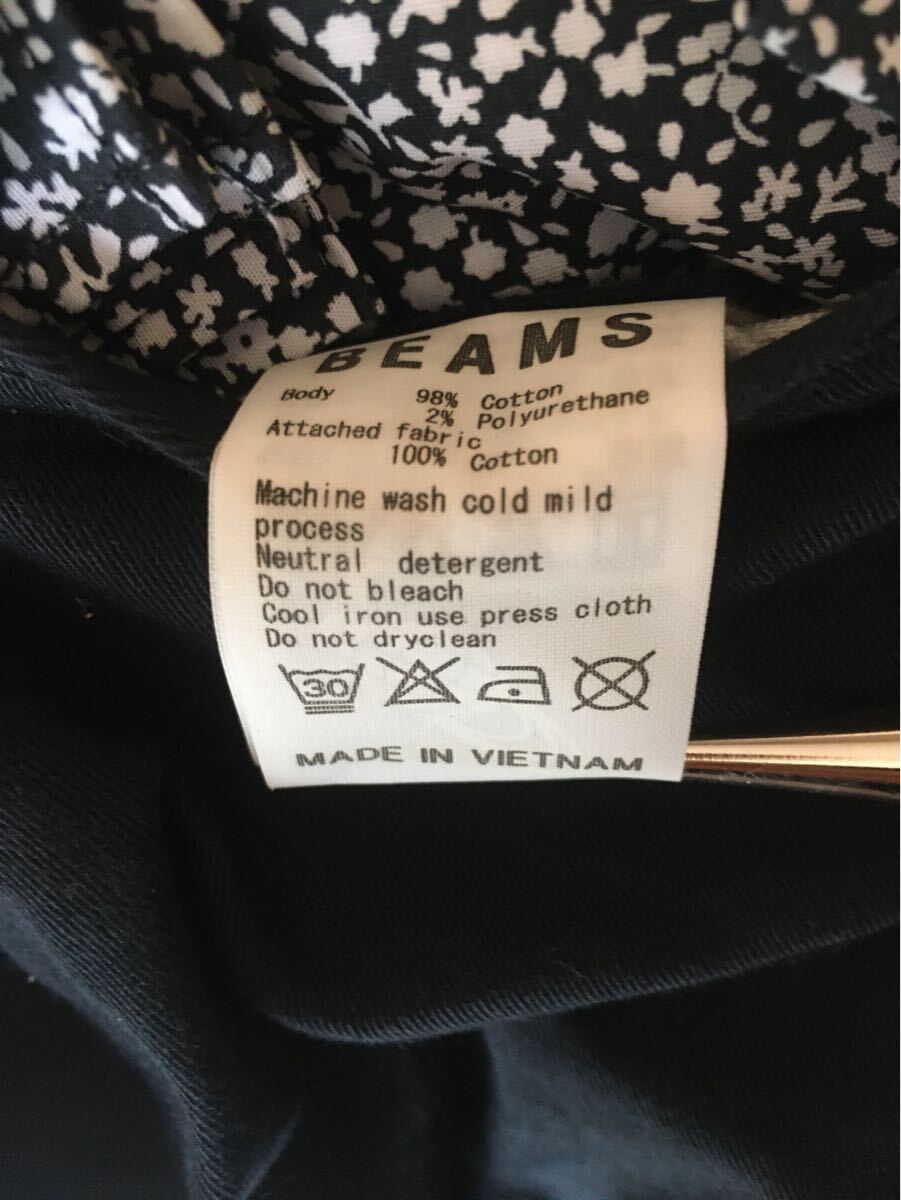 BEAMS
Body 98% Cotton
2% Polyurethane
Attached fabric
100% Cotton
Machine wash cold mild
process
Neutral detergent
Do not bleach
Cool iron use press cloth
Do not dryclean
30
MADE IN VIETNAM